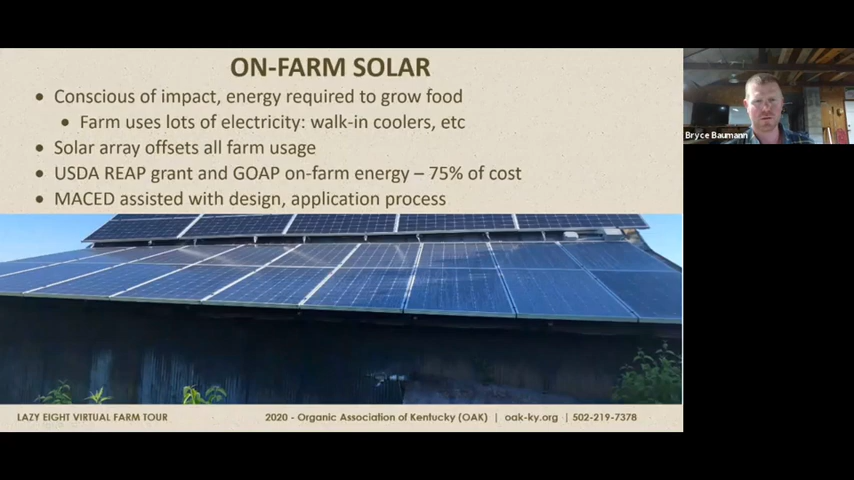 ON-FARM SOLAR
• Conscious of impact, energy required to grow food
• Farm uses lots of electricity: walk-in coolers, etc
• Solar array offsets all farm usage
• USDA REAP grant and GOAP on-farm energy – 75% of cost
• MACED assisted with design, application process
Bryce Baumann
LAZY EIGHT VIRTUAL FARM TOUR
2020 - Organic Association of Kentucky (OAK) | oak-ky.org | 502-219-7378